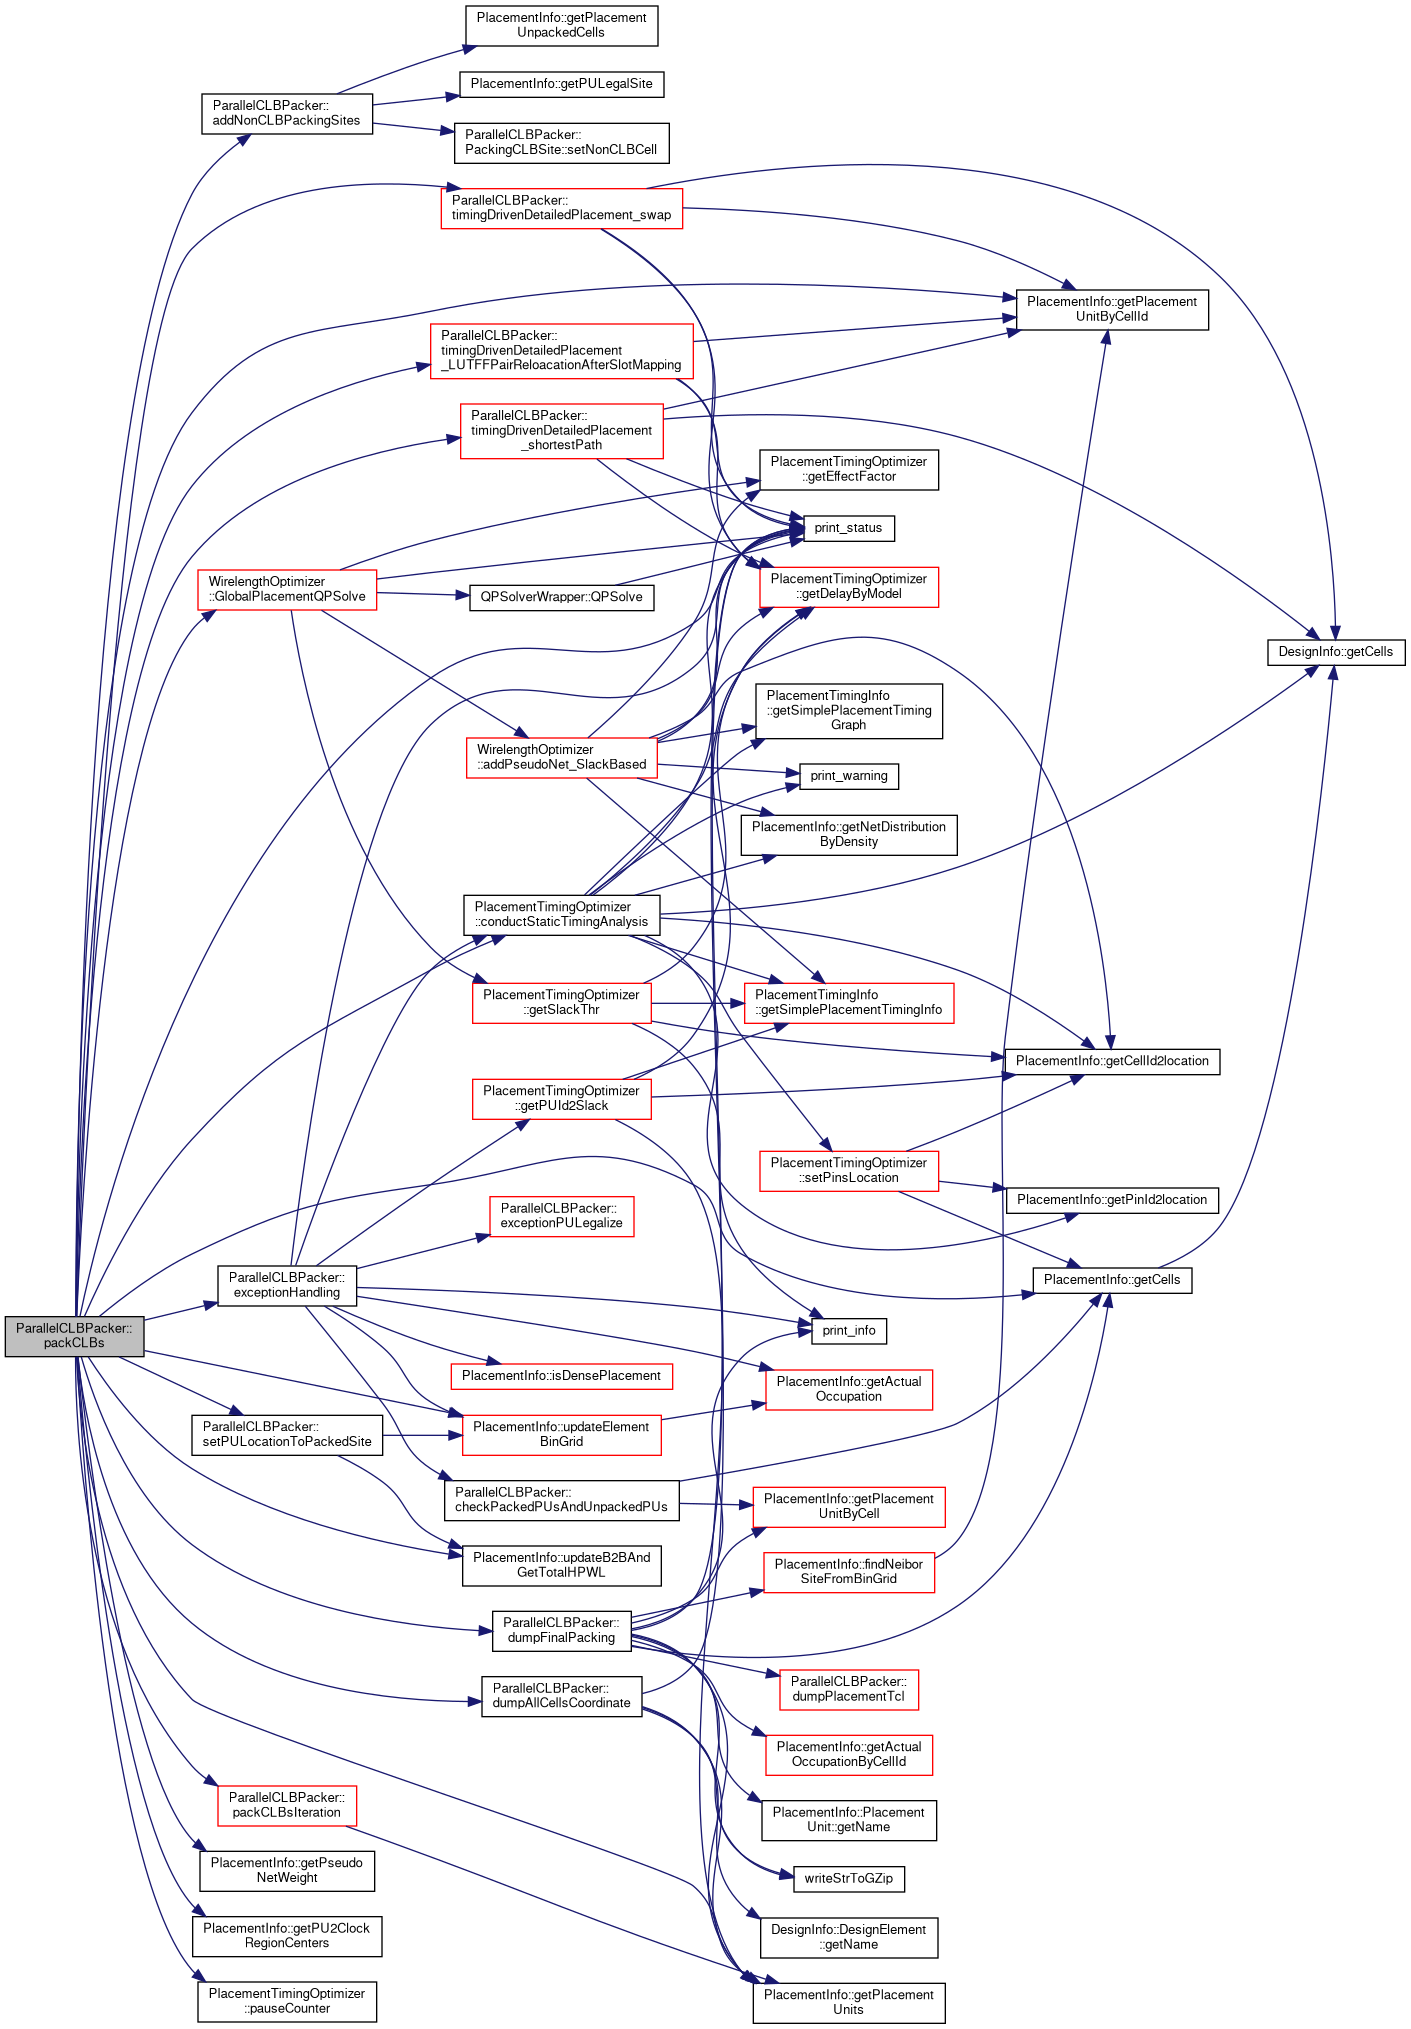 PlacementInfo::getPlacement
UnpackedCells
PlacementInfo::getPULegalSite
ParallelCLBPacker::
addNonCLBPackingSites
ParallelCLBPacker::
PackingCLBSite::setNonCLBCell
ParallelCLBPacker::
timingDrivenDetailedPlacement_swap
PlacementInfo::getPlacement
UnitByCellId
ParallelCLBPacker::
timingDrivenDetailedPlacement
_LUTFFPairReloacationAfterSlotMapping
ParallelCLBPacker::
timingDrivenDetailedPlacement
_shortestPath
PlacementTimingOptimizer
::getEffectFactor
print_status
WirelengthOptimizer
::GlobalPlacementQPSolve
QPSolverWrapper::QPSolve
PlacementTimingOptimizer
::getDelayByModel
DesignInfo::getCells
PlacementTimingInfo
::getSimplePlacementTiming
Graph
WirelengthOptimizer
::addPseudoNet_SlackBased
print_warning
PlacementInfo::getNetDistribution
ByDensity
PlacementTimingOptimizer
::conductStaticTimingAnalysis
PlacementTimingOptimizer
::getSlackThr
PlacementTimingInfo
::getSimplePlacementTimingInfo
PlacementInfo::getCellId2location
PlacementTimingOptimizer
::getPUId2Slack
PlacementTimingOptimizer
::setPinsLocation
PlacementInfo::getPinId2location
ParallelCLBPacker::
exceptionPULegalize
ParallelCLBPacker::
exceptionHandling
PlacementInfo::getCells
ParallelCLBPacker::
packCLBs
print_info
PlacementInfo::isDensePlacement
PlacementInfo::getActual
Occupation
ParallelCLBPacker::
setPULocationToPackedSite
PlacementInfo::updateElement
BinGrid
ParallelCLBPacker::
checkPackedPUsAndUnpackedPUs
PlacementInfo::getPlacement
UnitByCell
PlacementInfo::updateB2BAnd
GetTotalHPWL
PlacementInfo::findNeibor
SiteFromBinGrid
ParallelCLBPacker::
dumpFinalPacking
ParallelCLBPacker::
dumpAllCellsCoordinate
ParallelCLBPacker::
dumpPlacementTcl
PlacementInfo::getActual
OccupationByCellId
ParallelCLBPacker::
packCLBsIteration
PlacementInfo::Placement
Unit::getName
PlacementInfo::getPseudo
NetWeight
writeStrToGZip
PlacementInfo::getPU2Clock
RegionCenters
DesignInfo::DesignElement
::getName
PlacementTimingOptimizer
::pauseCounter
PlacementInfo::getPlacement
Units